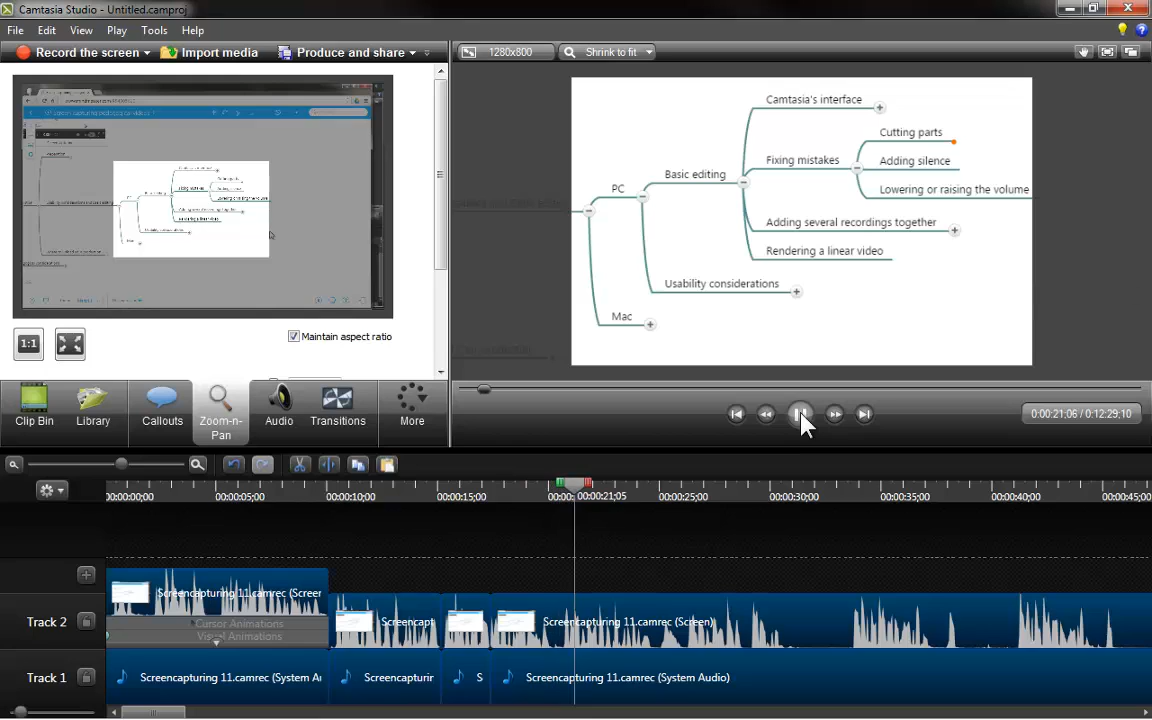 Camtasia Studio - Untitled.camproj
File Edit View Play Tools Help
Record the screen Import media Produce and share
1280x800 Shrink to fit
Camtasia's interface
Cutting parts
Fixing mistakes
Adding silence
Basic editing
PC
Lowering or raising the volume
Adding several recordings together
Rendering a linear video
Usability considerations
Mac
1:1
Maintain aspect ratio
Clip Bin
Library
Callouts
Zoom-n-Pan
Audio
Transitions
More
0:00:21;06 / 0:12:29;10
00:00:00;00 00:00:05;00 00:00:10;00 00:00:15;00 00:00: 00:00:21;05 00:00:25;00 00:00:30;00 00:00:35;00 00:00:40;00 00:00:45;00
Screencapturing 11.camrec (Screer
Track 2
Cursor Animations
Visual Animations
Screencapt
Screencapturing 11.camrec (Screen)
Track 1
Screencapturing 11.camrec (System Au
Screencapturir
S
Screencapturing 11.camrec (System Audio)